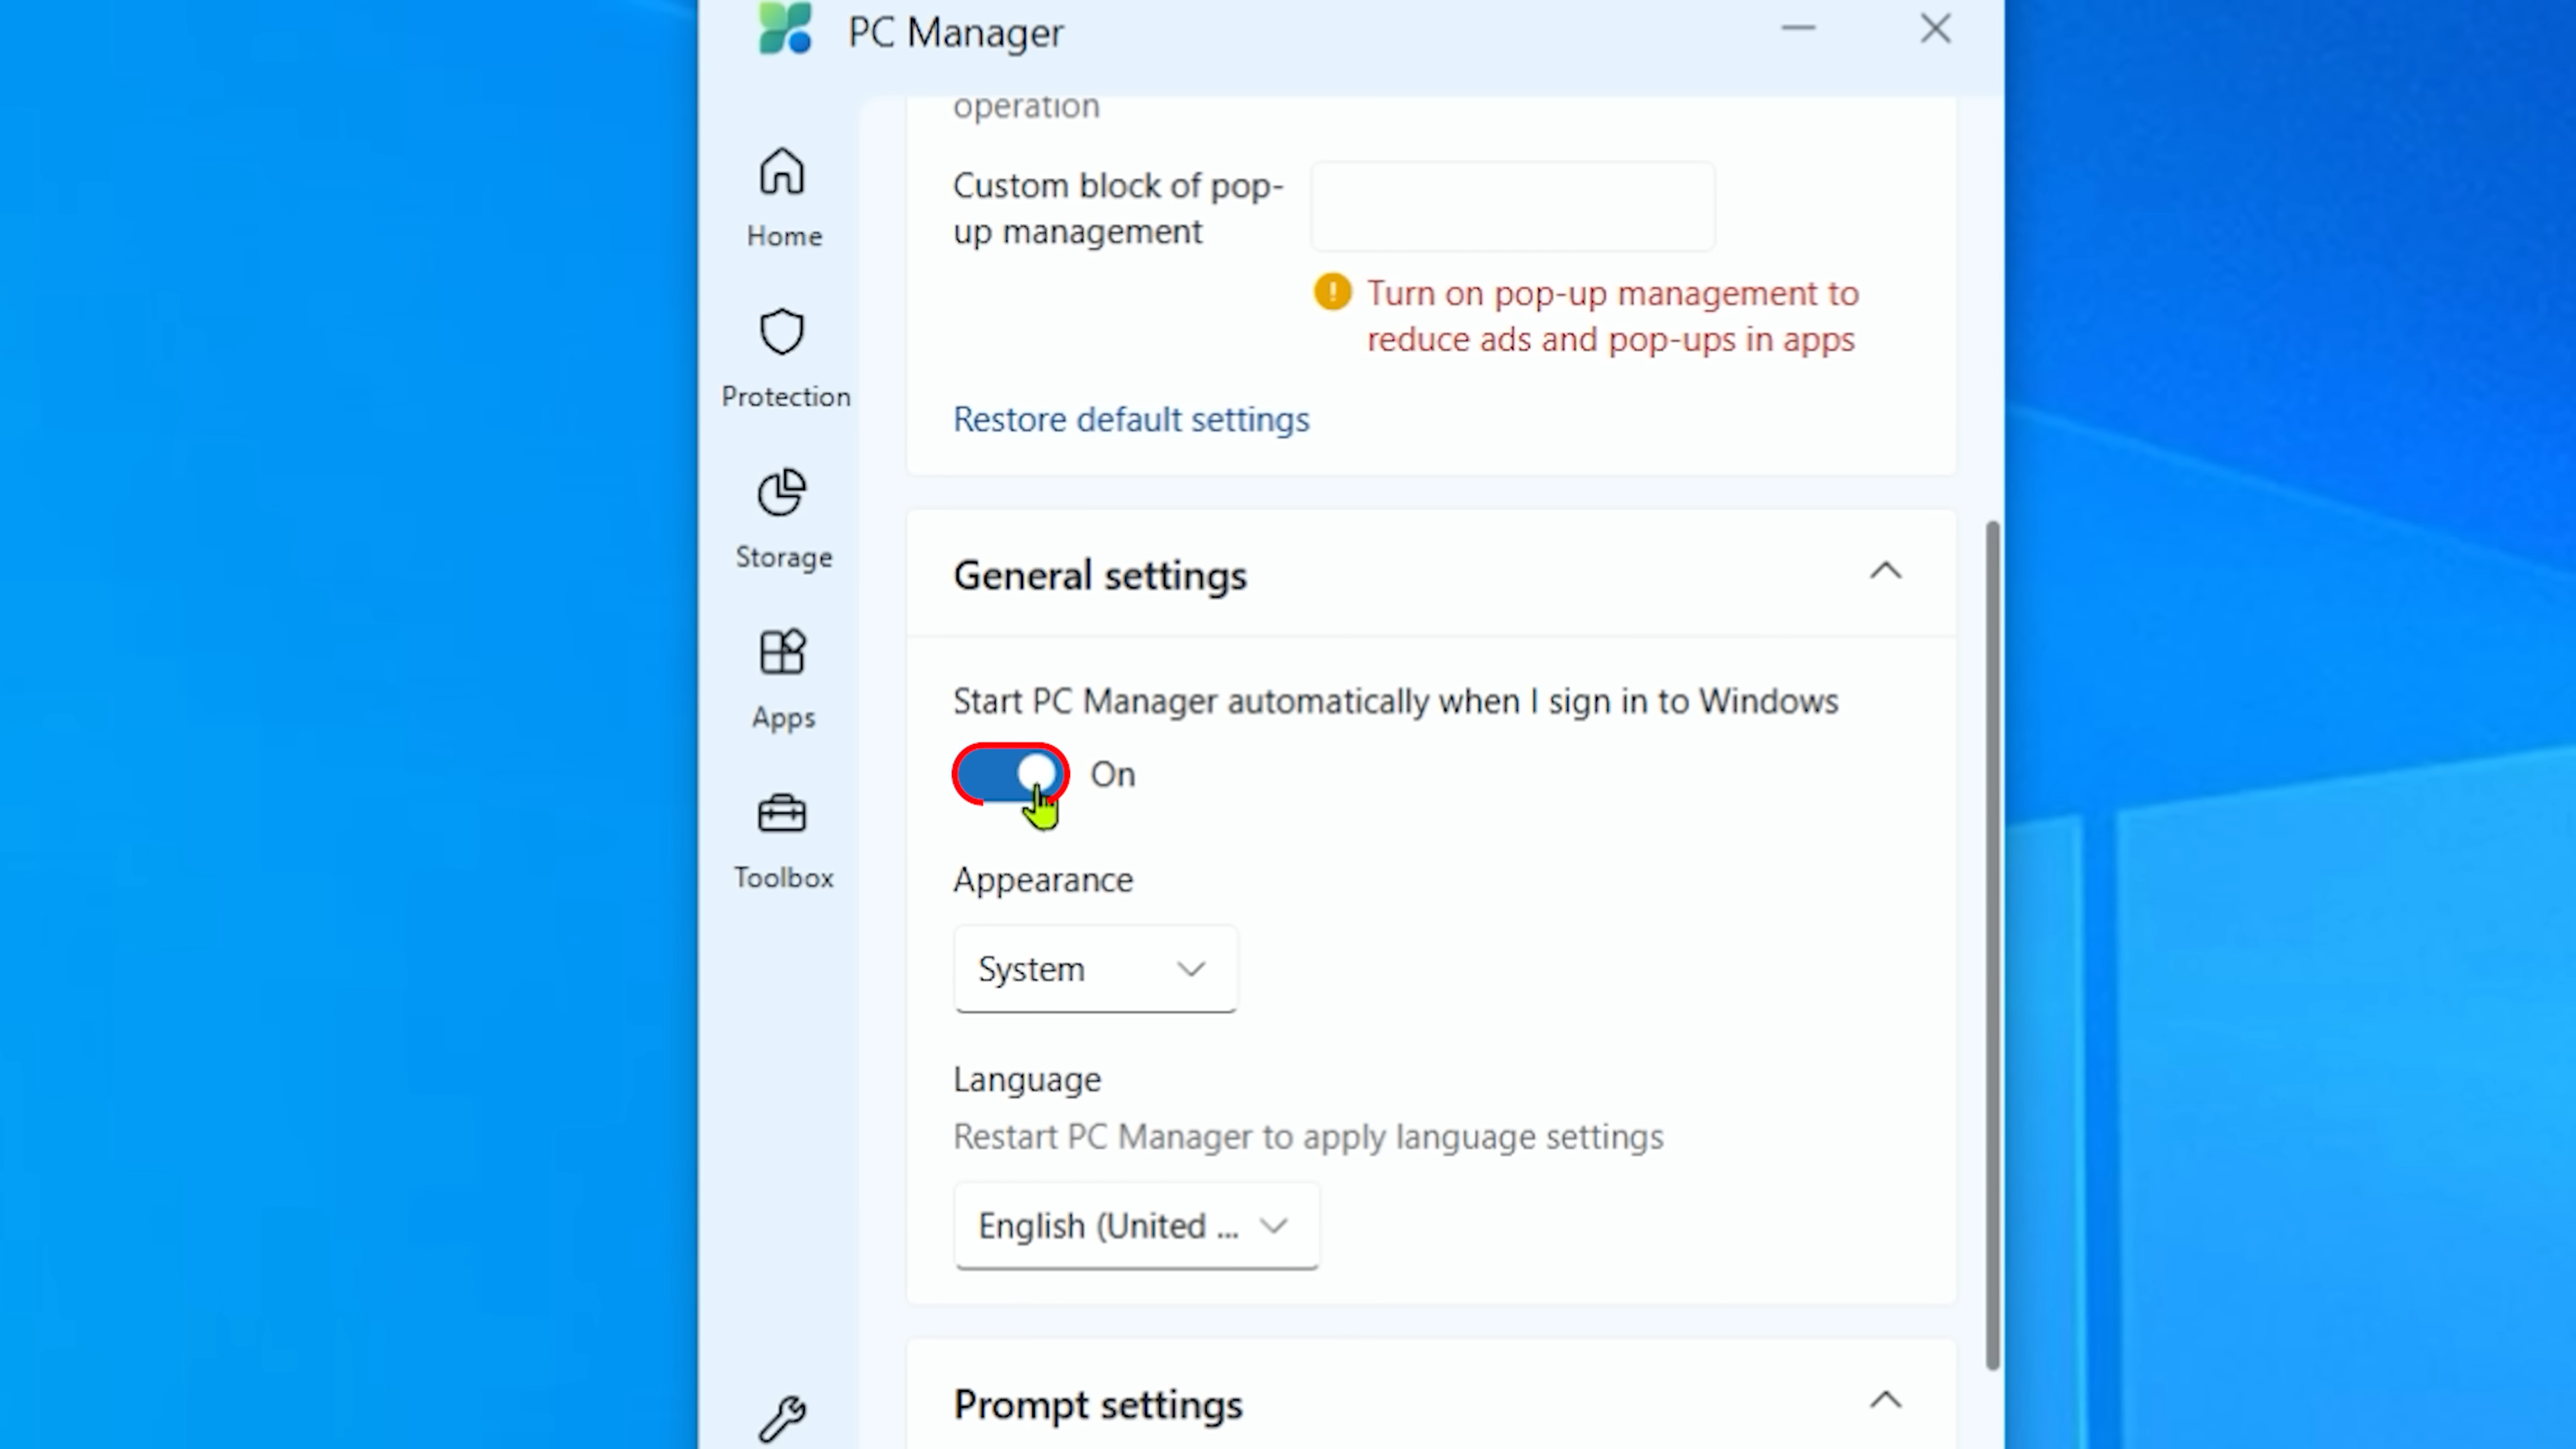 PC Manager
operation
Custom block of pop-
up management
Turn on pop-up management to
reduce ads and pop-ups in apps
Restore default settings
Home
Protection
Storage
Apps
Toolbox
General settings
Start PC Manager automatically when I sign in to Windows
On
Appearance
System
Language
Restart PC Manager to apply language settings
English (United ...
Prompt settings